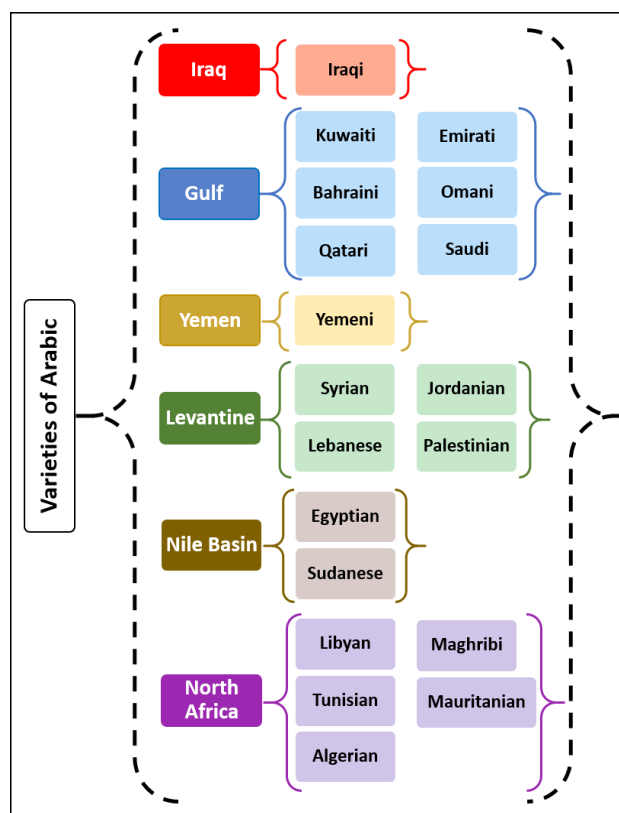 Varieties of Arabic
Iraq
Iraqi
Gulf
Kuwaiti
Emirati
Bahraini
Omani
Qatari
Saudi
Yemen
Yemeni
Levantine
Syrian
Jordanian
Lebanese
Palestinian
Nile Basin
Egyptian
Sudanese
North
Africa
Libyan
Maghribi
Tunisian
Mauritanian
Algerian